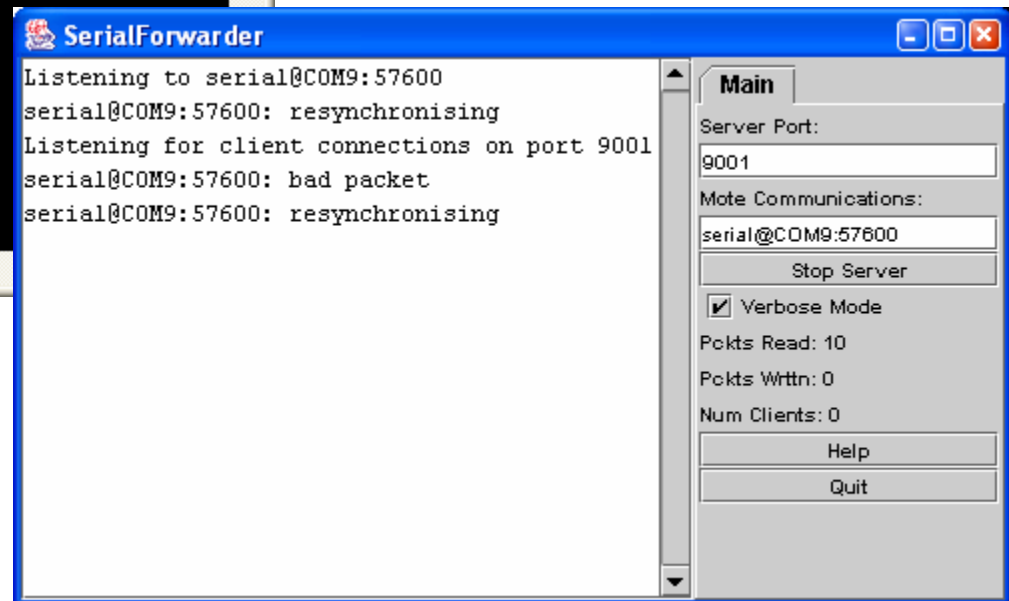 SerialForwarder
Listening to serial@COM9:57600
serial@COM9:57600: resynchronising
Listening for client connections on port 9001
serial@COM9:57600: bad packet
serial@COM9:57600: resynchronising
Main
Server Port:
9001
Mote Communications:
serial@COM9:57600
Stop Server
Verbose Mode
Pckts Read: 10
Pckts Wrttn: 0
Num Clients: 0
Help
Quit